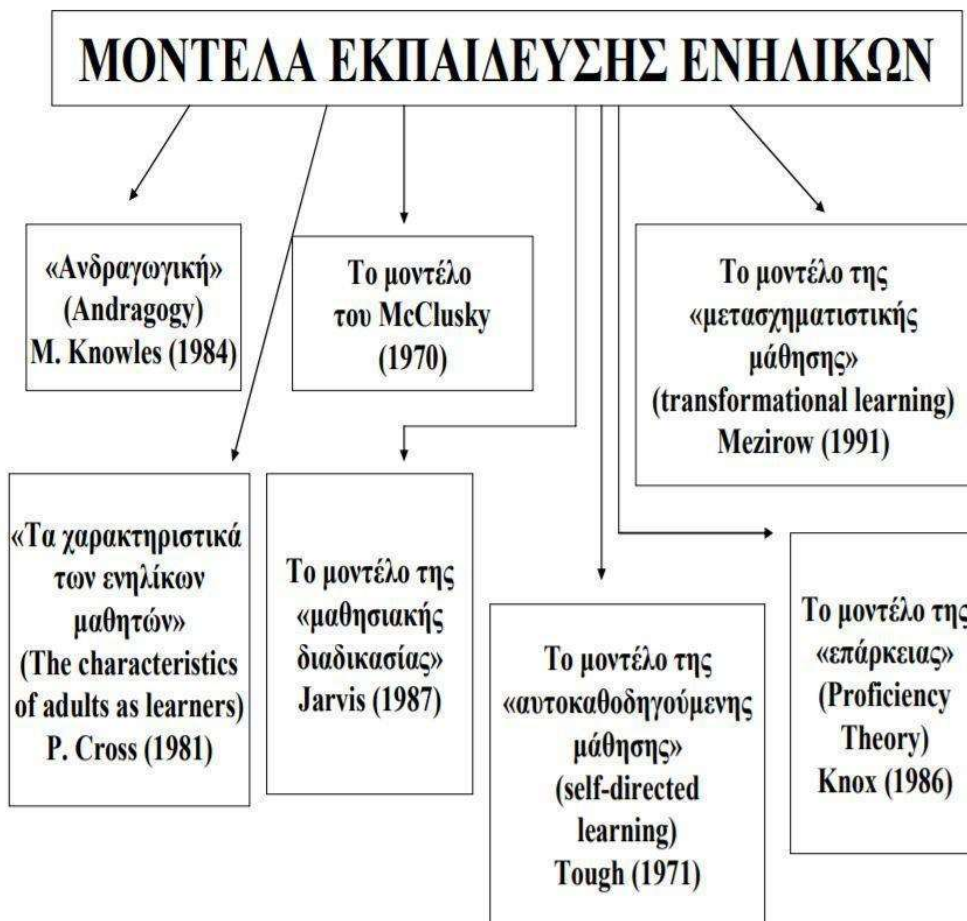 ΜΟΝΤΕΛΑ ΕΚΠΑΙΔΕΥΣΗΣ ΕΝΗΛΙΚΩΝ
«Ανδραγωγική»
(Andragogy)
M. Knowles (1984)
Το μοντέλο
του McClusky
(1970)
Το μοντέλο της
«μετασχηματιστικής
μάθησης»
(transformational learning)
Mezirow (1991)
«Τα χαρακτηριστικά
των ενηλίκων
μαθητών»
(The characteristics
of adults as learners)
P. Cross (1981)
Το μοντέλο της
«μαθησιακής
διαδικασίας»
Jarvis (1987)
Το μοντέλο της
«αυτοκαθοδηγούμενης
μάθησης»
(self-directed
learning)
Tough (1971)
Το μοντέλο της
«επάρκειας»
(Proficiency
Theory)
Knox (1986)